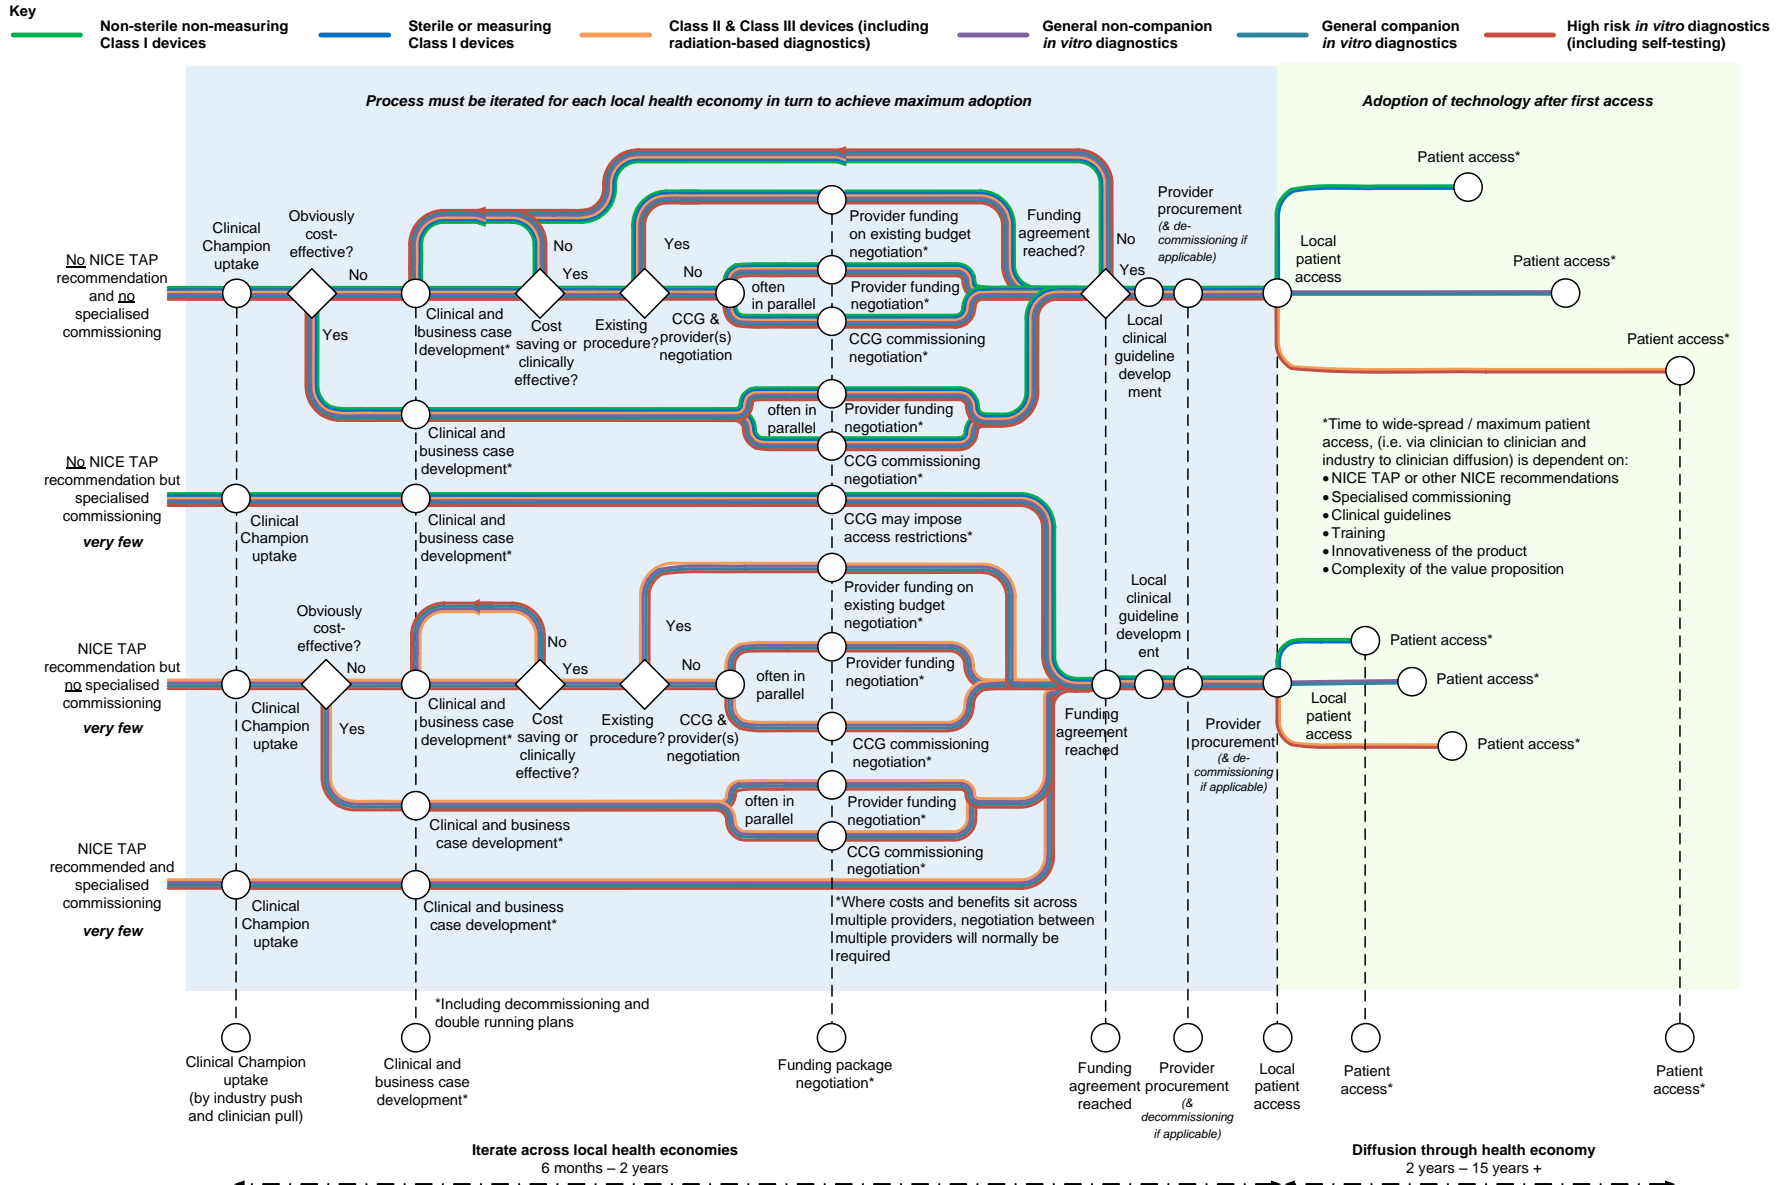 Key
Non-sterile non-measuring
Class I devices
Sterile or measuring
Class I devices
Class II & Class III devices (including
radiation-based diagnostics)
General non-companion
in vitro diagnostics
General companion
in vitro diagnostics
High risk in vitro diagnostics
(including self-testing)
Process must be iterated for each local health economy in turn to achieve maximum adoption
Adoption of technology after first access
No NICE TAP
recommendation
and no
specialised
commissioning
Clinical
Champion
uptake
Obviously
cost-
effective?
No
Yes
Clinical and
business case
development*
No
Yes
Cost
saving or
clinically
effective?
Existing
procedure?
Yes
No
CCG &
provider(s)
negotiation
often
in parallel
Provider funding
on existing budget
negotiation*
Provider funding
negotiation*
CCG commissioning
negotiation*
Funding
agreement
reached?
No
Yes
Local
clinical
guideline
develop
ment
Provider
procurement
(& de-
commissioning if
applicable)
Local
patient
access
Patient access*
Patient access*
Patient access*
Clinical and
business case
development*
often in
parallel
Provider funding
negotiation*
CCG commissioning
negotiation*
*Time to wide-spread / maximum patient
access, (i.e. via clinician to clinician and
industry to clinician diffusion) is dependent on:
•NICE TAP or other NICE recommendations
•Specialised commissioning
•Clinical guidelines
•Training
•Innovativeness of the product
•Complexity of the value proposition
No NICE TAP
recommendation but
specialised
commissioning
very few
Clinical
Champion
uptake
Clinical and
business case
development*
CCG may impose
access restrictions*
NICE TAP
recommendation but
no specialised
commissioning
very few
Clinical
Champion
uptake
Obviously
cost-
effective?
No
Yes
Clinical and
business case
development*
No
Yes
Cost
saving or
clinically
effective?
Existing
procedure?
Yes
No
CCG &
provider(s)
negotiation
often in
parallel
Provider funding on
existing budget
negotiation*
Provider funding
negotiation*
CCG commissioning
negotiation*
Funding
agreement
reached
Local
clinical
guideline
developm
ent
Provider
procurement
(& de-
commissioning
if applicable)
Local
patient
access
Patient access*
Patient access*
Patient access*
Clinical and business
case development*
often in
parallel
Provider funding
negotiation*
CCG commissioning
negotiation*
NICE TAP
recommended and
specialised
commissioning
very few
Clinical
Champion
uptake
Clinical and business
case development*
*Where costs and benefits sit across
multiple providers, negotiation between
multiple providers will normally be
required
*Including decommissioning and
double running plans
Clinical Champion
uptake
(by industry push
and clinician pull)
Clinical and
business case
development*
Funding package
negotiation*
Funding
agreement
reached
Provider
procurement
(&
decommissioning
if applicable)
Local
patient
access
Patient
access*
Patient
access*
Iterate across local health economies
6 months – 2 years
Diffusion through health economy
2 years – 15 years +